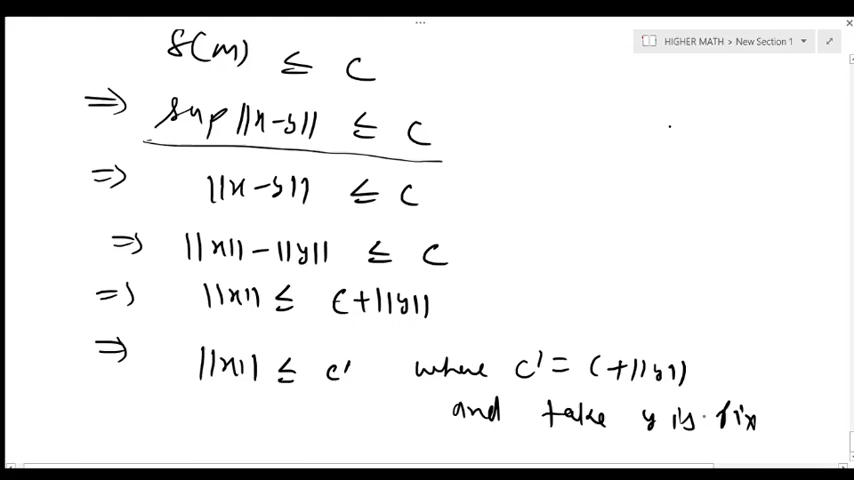 HIGHER MATH > New Section 1
δ(m) ≤ C
⇒ sup ||x-y|| ≤ C
⇒ ||x-y|| ≤ C
⇒ ||x|| - ||y|| ≤ C
⇒ ||x|| ≤ C+||y||
⇒ ||x|| ≤ c' where c' = C+||y||
and take y is fix